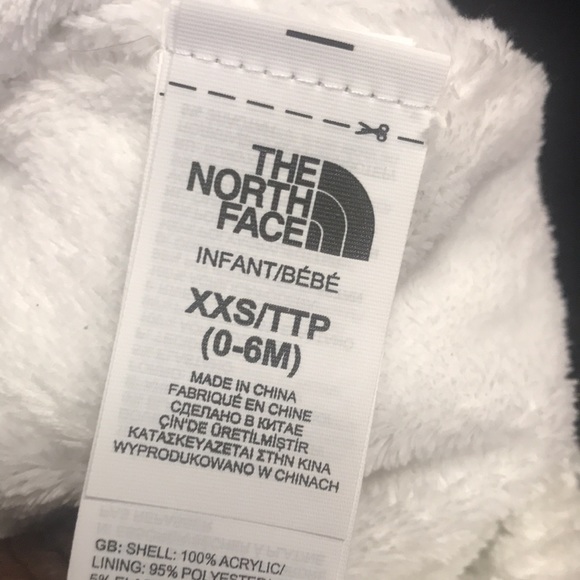 THE
NORTH
FACE
INFANT/BÉBÉ
XXS/TTP
(0-6M)
MADE IN CHINA
FABRIQUÉ EN CHINE
СДЕЛАНО В КИТАЕ
ÇİN'DE ÜRETİLMİŞTİR
ΚΑΤΑΣΚΕΥΑΖΕΤΑΙ ΣΤΗΝ ΚΙΝΑ
WYPRODUKOWANO W CHINACH
GB: SHELL: 100% ACRYLIC/
LINING: 95% POLYESTER/
5%